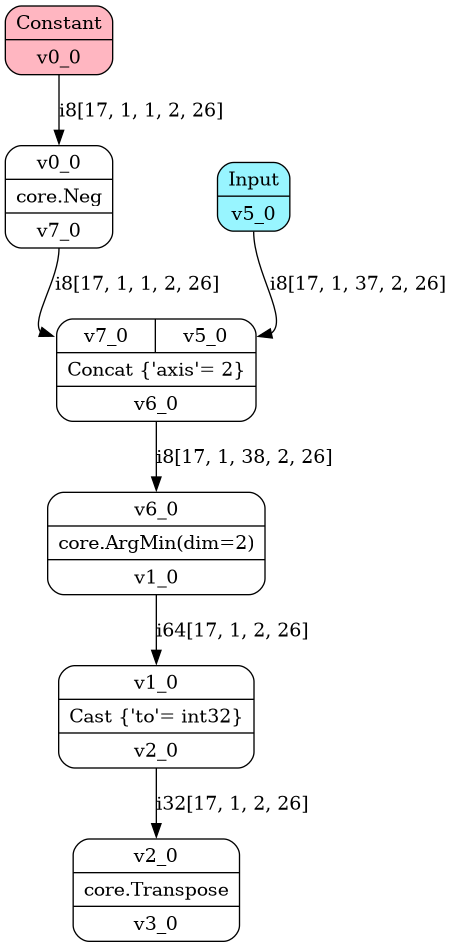 Constant
v0_0
i8[17, 1, 1, 2, 26]
v0_0
core.Neg
v7_0
Input
v5_0
i8[17, 1, 1, 2, 26]
i8[17, 1, 37, 2, 26]
v7_0 v5_0
Concat {'axis'= 2}
v6_0
i8[17, 1, 38, 2, 26]
v6_0
core.ArgMin(dim=2)
v1_0
i64[17, 1, 2, 26]
v1_0
Cast {'to'= int32}
v2_0
i32[17, 1, 2, 26]
v2_0
core.Transpose
v3_0